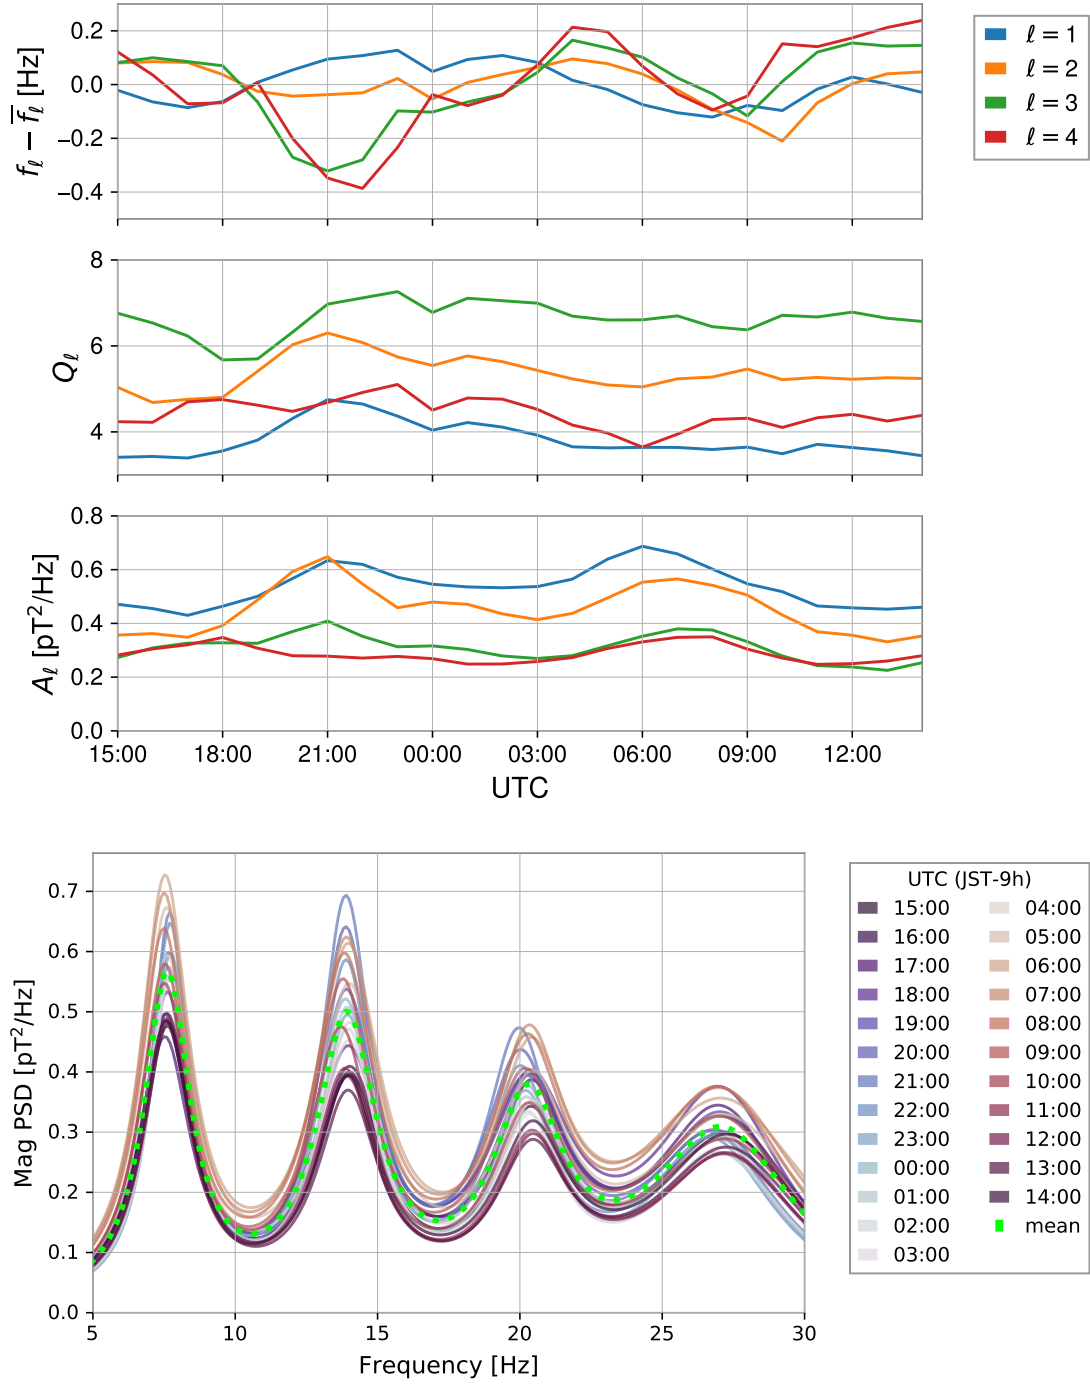 0.2
0.0
−0.2
−0.4
f_ℓ − f̅_ℓ [Hz]
ℓ = 1
ℓ = 2
ℓ = 3
ℓ = 4
8
6
4
Q_ℓ
0.8
0.6
0.4
0.2
0.0
A_ℓ [pT²/Hz]
15:00 18:00 21:00 00:00 03:00 06:00 09:00 12:00
UTC
0.7
0.6
0.5
0.4
0.3
0.2
0.1
0.0
Mag PSD [pT²/Hz]
5 10 15 20 25 30
Frequency [Hz]
UTC (JST-9h)
15:00 04:00
16:00 05:00
17:00 06:00
18:00 07:00
19:00 08:00
20:00 09:00
21:00 10:00
22:00 11:00
23:00 12:00
00:00 13:00
01:00 14:00
02:00 mean
03:00